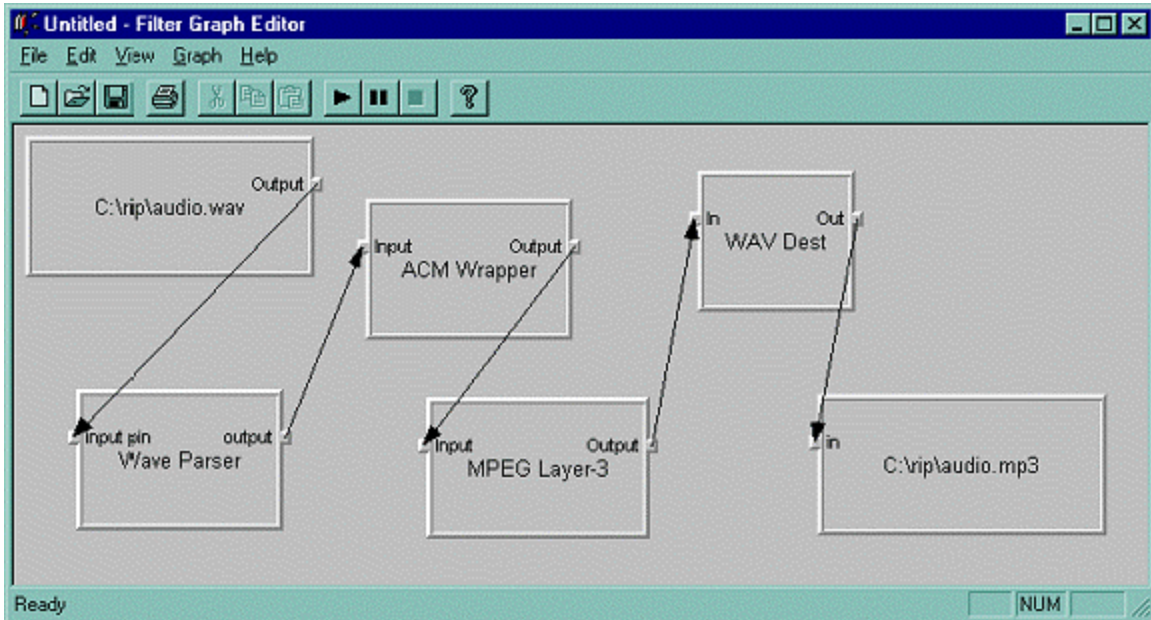 Untitled - Filter Graph Editor
File Edit View Graph Help
Output
C:\rip\audio.wav
Input Output
ACM Wrapper
In Out
WAV Dest
input pin output
Wave Parser
Input Output
MPEG Layer-3
in
C:\rip\audio.mp3
Ready NUM